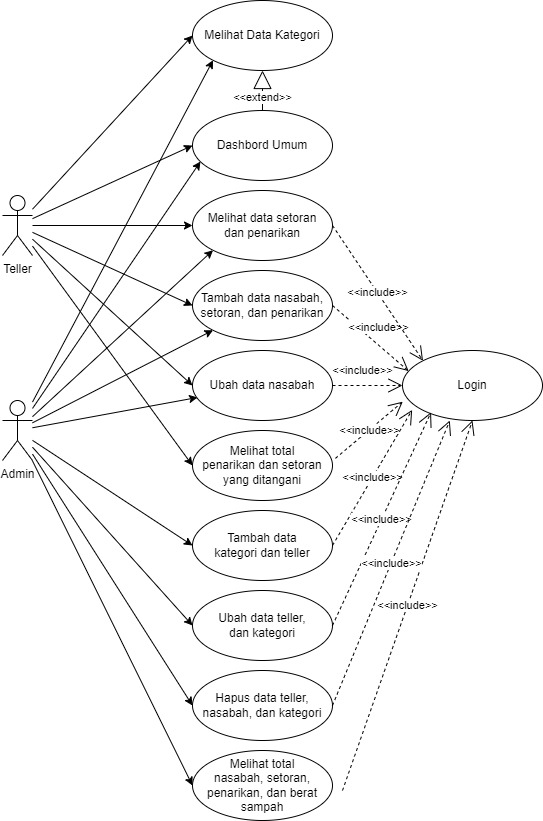 Melihat Data Kategori
<<extend>>
Dashbord Umum
Melihat data setoran
dan penarikan
Teller
<<include>>
Tambah data nasabah,
setoran, dan penarikan
<<include>>
Ubah data nasabah
<<include>>
Login
Admin
Melihat total
penarikan dan setoran
yang ditangani
<<include>>
<<include>>
Tambah data
kategori dan teller
<<include>>
<<include>>
Ubah data teller,
dan kategori
<<include>>
Hapus data teller,
nasabah, dan kategori
Melihat total
nasabah, setoran,
penarikan, dan berat
sampah